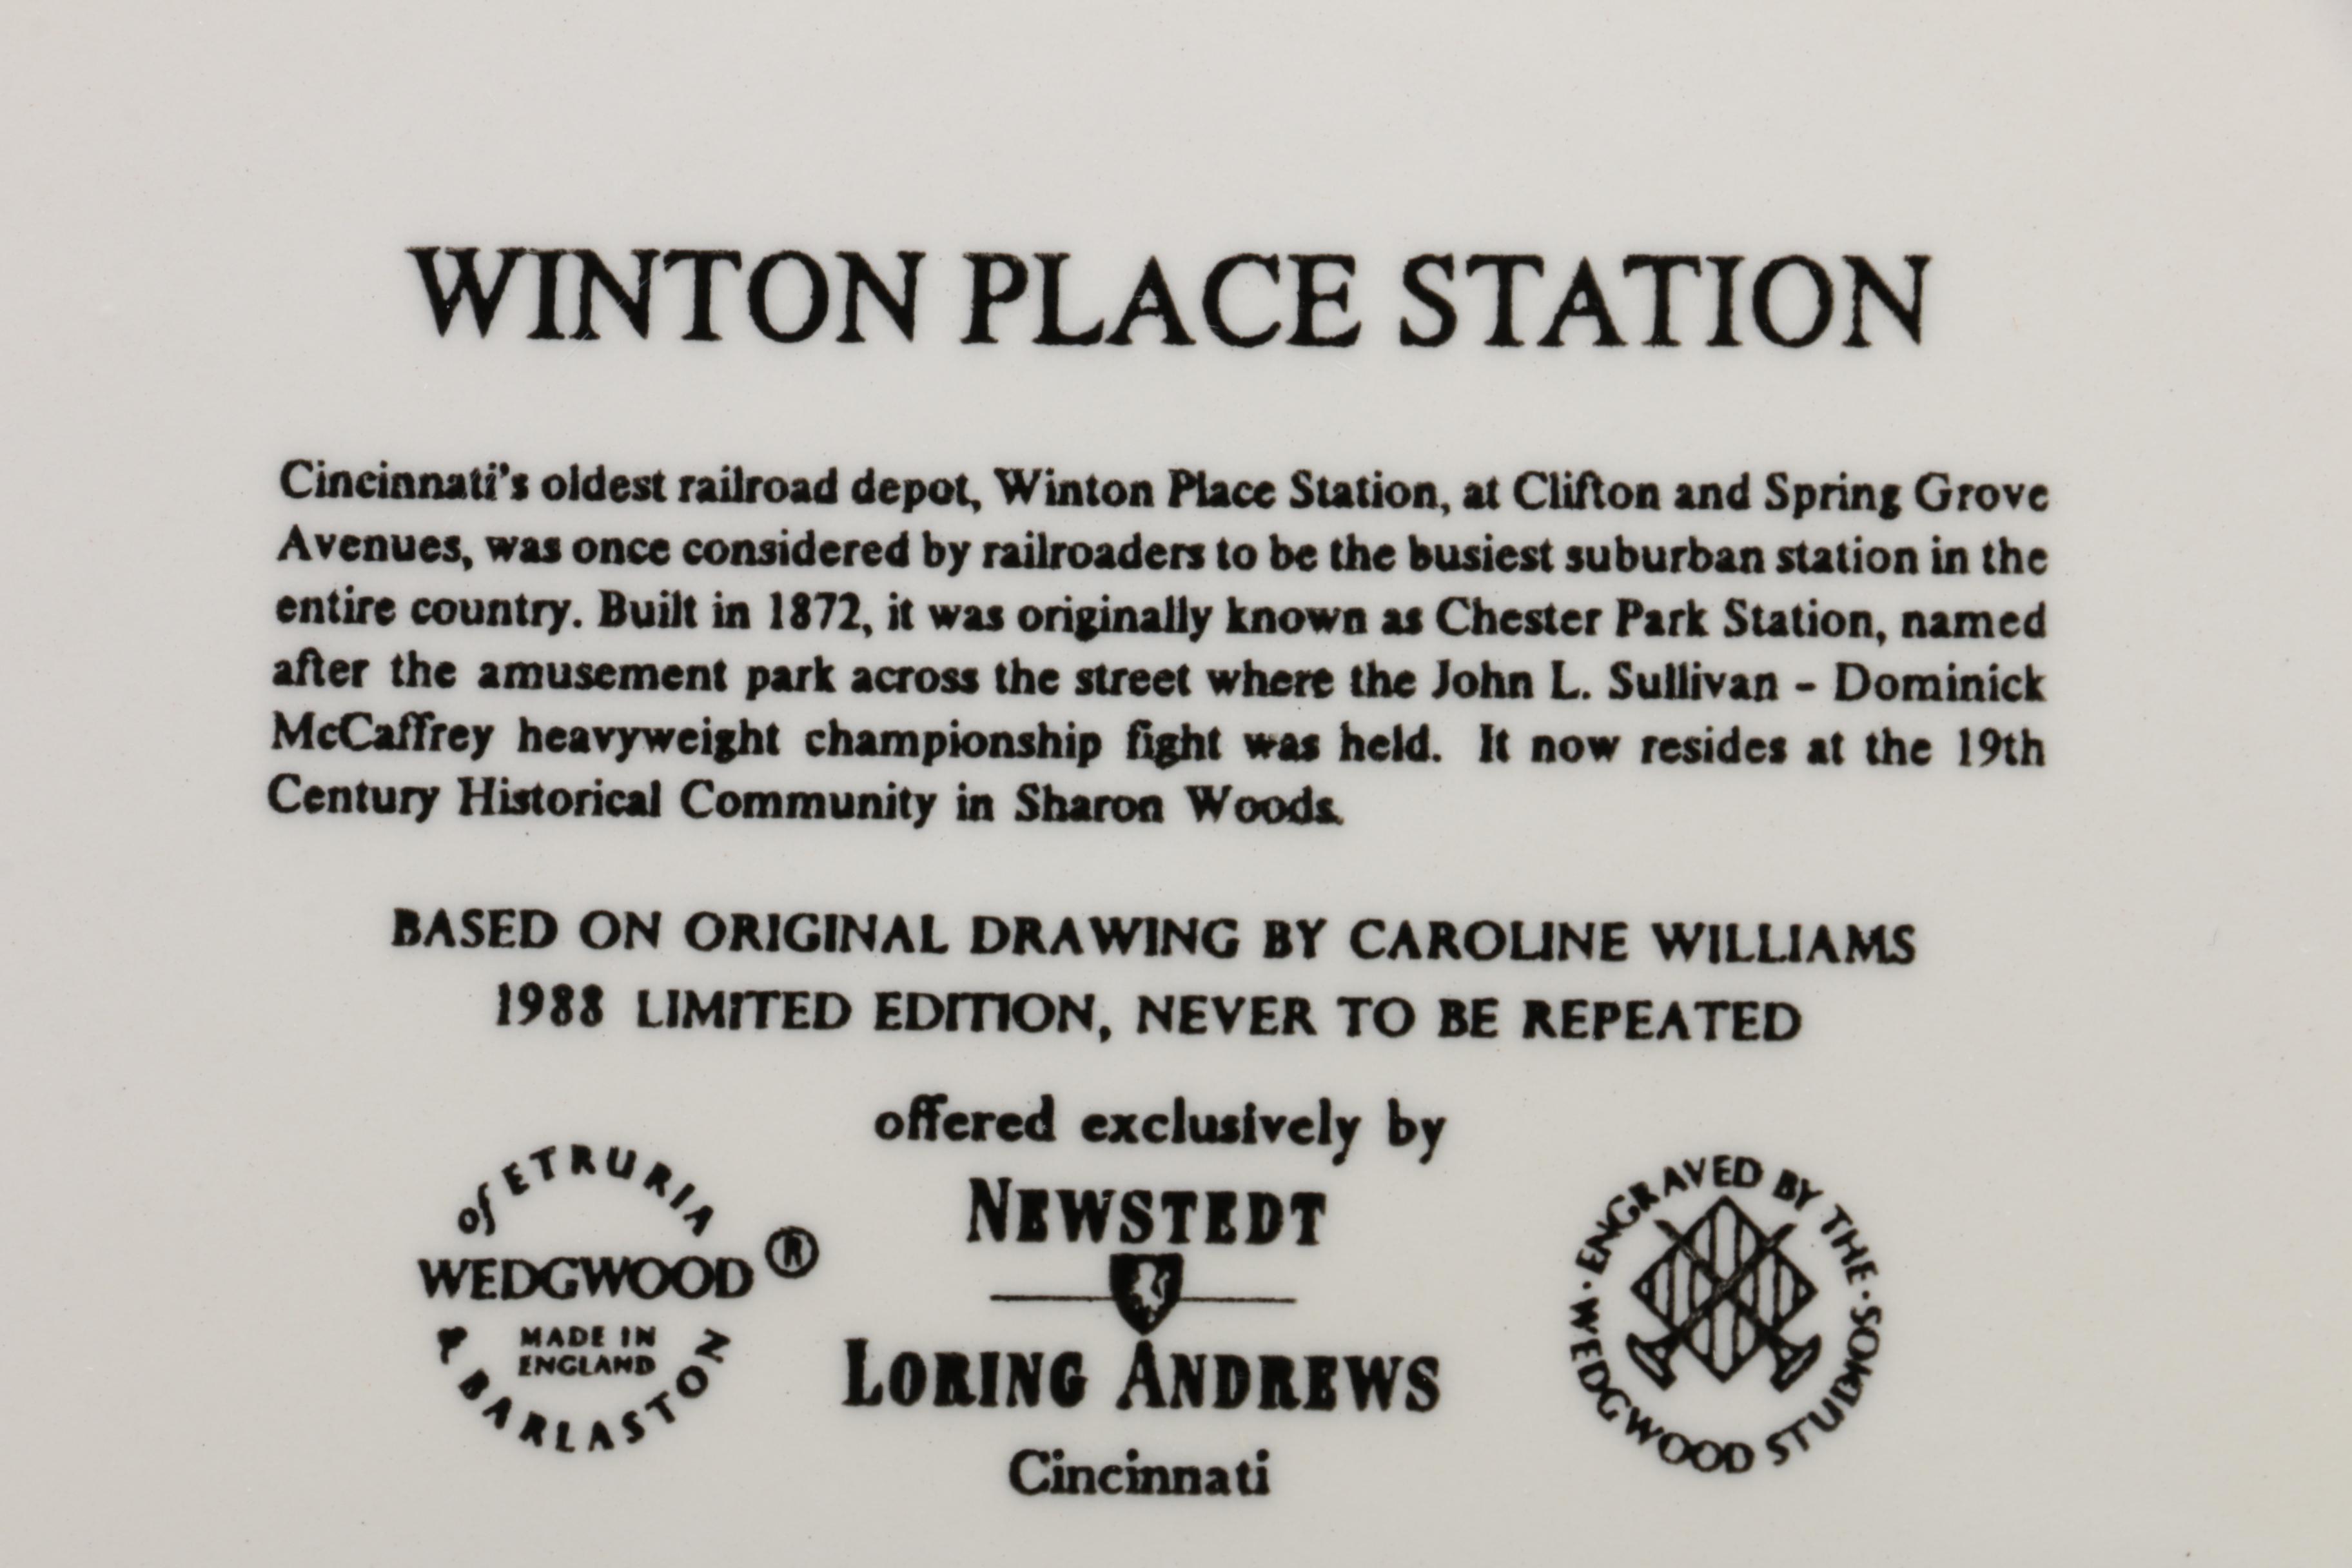 WINTON PLACE STATION
Cincinnati's oldest railroad depot, Winton Place Station, at Clifton and Spring Grove
Avenues, was once considered by railroaders to be the busiest suburban station in the
entire country. Built in 1872, it was originally known as Chester Park Station, named
after the amusement park across the street where the John L. Sullivan - Dominick
McCaffrey heavyweight championship fight was held. It now resides at the 19th
Century Historical Community in Sharon Woods.
BASED ON ORIGINAL DRAWING BY CAROLINE WILLIAMS
1988 LIMITED EDITION, NEVER TO BE REPEATED
offered exclusively by
of ETRURIA
WEDGWOOD ®
MADE IN
ENGLAND
& BARLASTON
NEWSTEDT
LORING ANDREWS
Cincinnati
ENGRAVED BY THE · WEDGWOOD STUDIOS ·